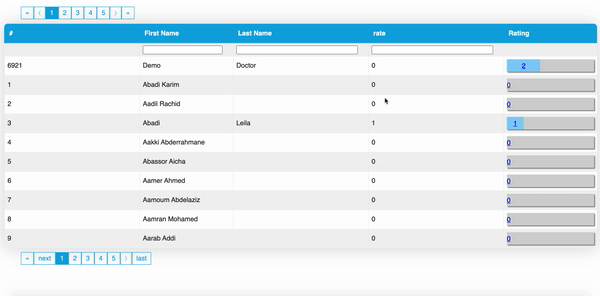 « 〈 1 2 3 4 5 〉 »
# First Name Last Name rate Rating
6921 Demo Doctor 0 2
1 Abadi Karim 0 0
2 Aadil Rachid 0 0
3 Abadi Leila 1 1
4 Aakki Abderrahmane 0 0
5 Abassor Aicha 0 0
6 Aamer Ahmed 0 0
7 Aamoum Abdelaziz 0 0
8 Aamran Mohamed 0 0
9 Aarab Addi 0 0
« next 1 2 3 4 5 〉 last